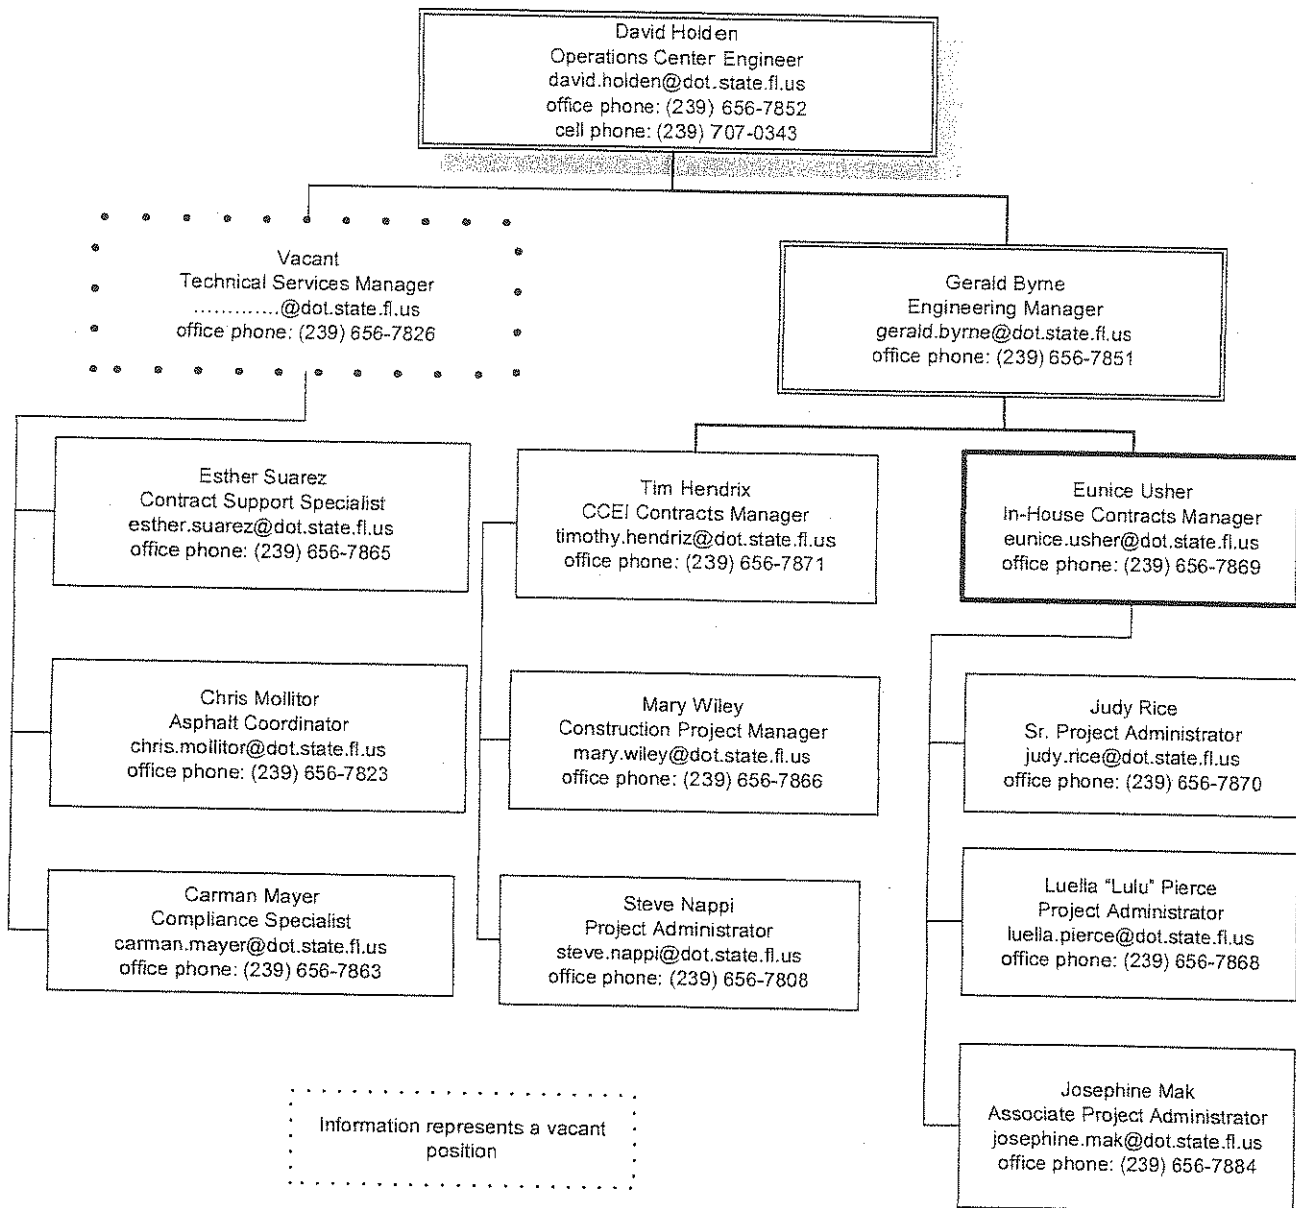 David Holden
Operations Center Engineer
david.holden@dot.state.fl.us
office phone: (239) 656-7852
cell phone: (239) 707-0343
Vacant
Technical Services Manager
.............@dot.state.fl.us
office phone: (239) 656-7826
Gerald Byrne
Engineering Manager
gerald.byrne@dot.state.fl.us
office phone: (239) 656-7851
Esther Suarez
Contract Support Specialist
esther.suarez@dot.state.fl.us
office phone: (239) 656-7865
Tim Hendrix
CCEI Contracts Manager
timothy.hendriz@dot.state.fl.us
office phone: (239) 656-7871
Eunice Usher
In-House Contracts Manager
eunice.usher@dot.state.fl.us
office phone: (239) 656-7869
Chris Mollitor
Asphalt Coordinator
chris.mollitor@dot.state.fl.us
office phone: (239) 656-7823
Mary Wiley
Construction Project Manager
mary.wiley@dot.state.fl.us
office phone: (239) 656-7866
Judy Rice
Sr. Project Administrator
judy.rice@dot.state.fl.us
office phone: (239) 656-7870
Carman Mayer
Compliance Specialist
carman.mayer@dot.state.fl.us
office phone: (239) 656-7863
Steve Nappi
Project Administrator
steve.nappi@dot.state.fl.us
office phone: (239) 656-7808
Luella "Lulu" Pierce
Project Administrator
luella.pierce@dot.state.fl.us
office phone: (239) 656-7868
Josephine Mak
Associate Project Administrator
josephine.mak@dot.state.fl.us
office phone: (239) 656-7884
Information represents a vacant
position